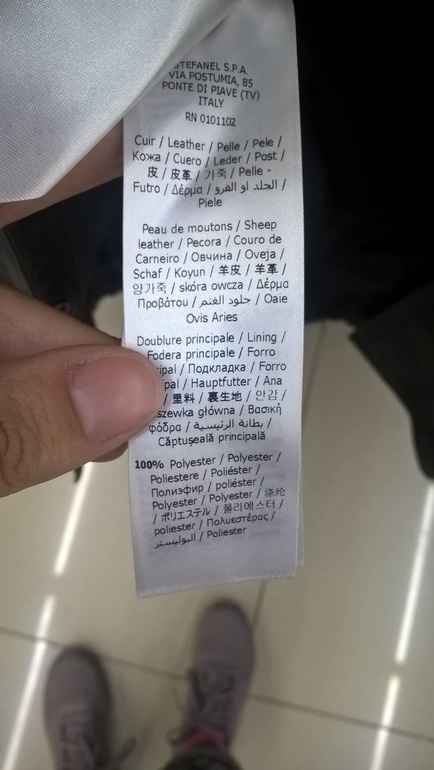 STEFANEL S.P.A.
VIA POSTUMIA, 85
PONTE DI PIAVE (TV)
ITALY
RN 0101102
Cuir / Leather / Pelle / Pele /
Кожа / Cuero / Leder / Post /
皮 / 皮革 / 가죽 / Pelle -
Futro / Δέρμα / الجلد او الفرو /
Piele
Peau de moutons / Sheep
leather / Pecora / Couro de
Carneiro / Овчина / Oveja /
Schaf / Koyun / 羊皮 / 羊革 /
양가죽 / skóra owcza / Δέρμα
Προβάτου / جلود الغنم / Oaie
Ovis Aries
Doublure principale / Lining /
Fodera principale / Forro
/ Подкладка / Forro
/ Hauptfutter / Ana
/ 里料 / 裏生地 / 안감 /
główna / Βασική
φόδρα / بطانة الرئيسية /
Căptuşeală principală
100% Polyester / Polyester /
Poliestere / Poliéster /
Полиэфир / poliéster /
Polyester / Polyester / 涤纶
/ ポリエステル / 폴리에스터 /
poliester / Πολυεστέρας /
البوليستر / Poliester